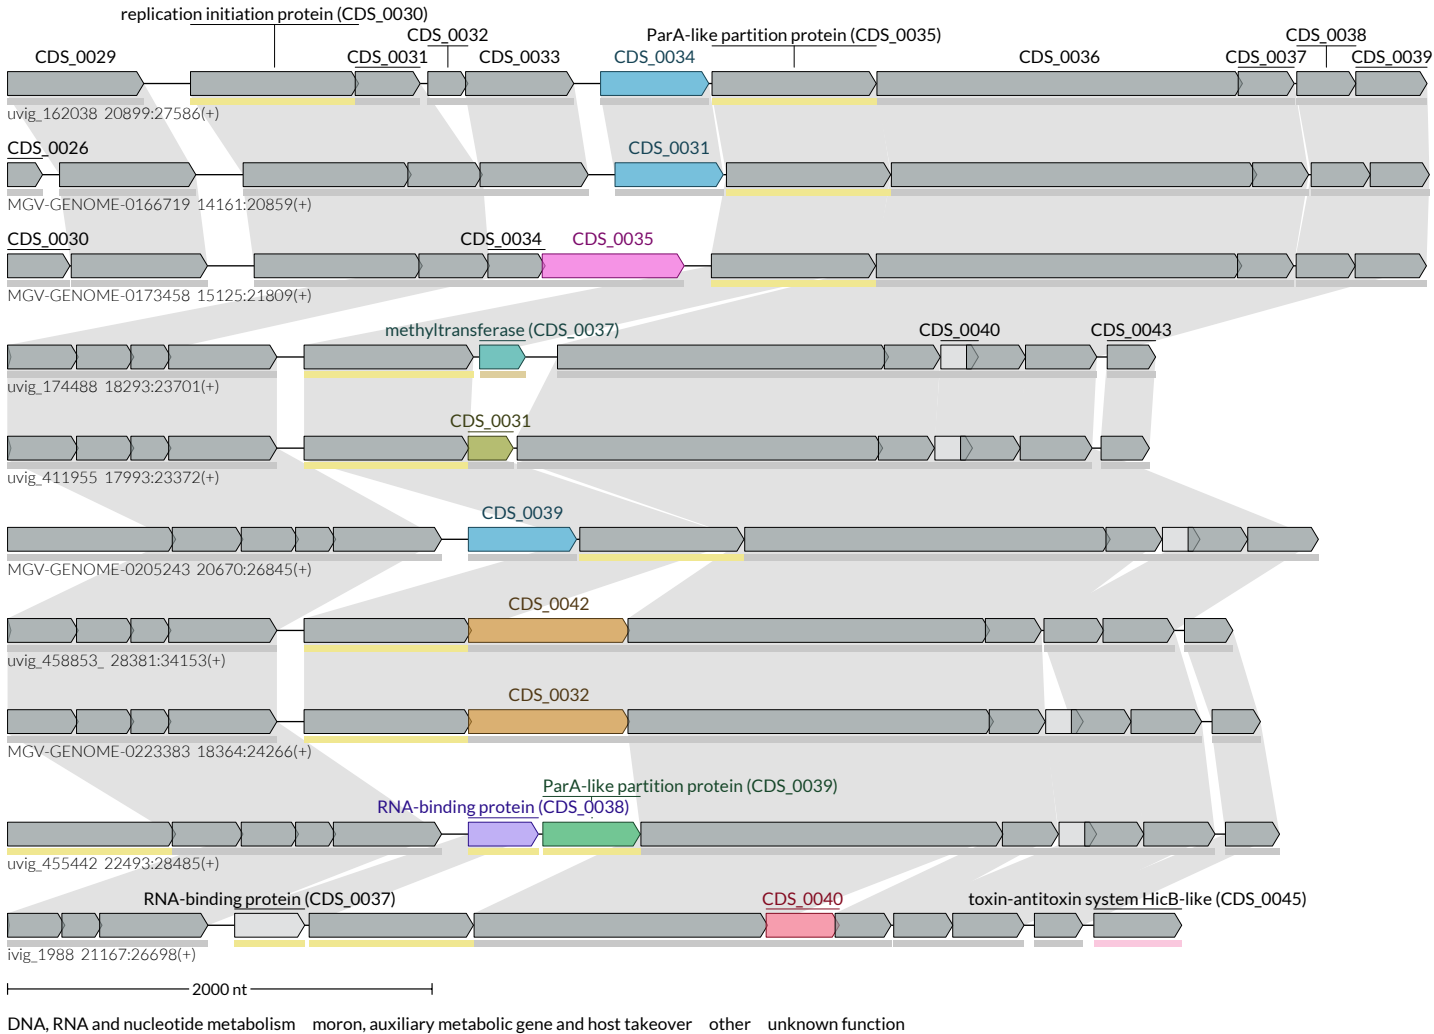 replication initiation protein (CDS_0030)
CDS_0032
ParA-like partition protein (CDS_0035)
CDS_0038
CDS_0029
CDS_0031
CDS_0033
CDS_0034
CDS_0036
CDS_0037
CDS_0039
uvig_162038 20899:27586(+)
CDS_0026
CDS_0031
MGV-GENOME-0166719 14161:20859(+)
CDS_0030
CDS_0034
CDS_0035
MGV-GENOME-0173458 15125:21809(+)
methyltransferase (CDS_0037)
CDS_0040
CDS_0043
uvig_174488 18293:23701(+)
CDS_0031
uvig_411955 17993:23372(+)
CDS_0039
MGV-GENOME-0205243 20670:26845(+)
CDS_0042
uvig_458853_ 28381:34153(+)
CDS_0032
MGV-GENOME-0223383 18364:24266(+)
ParA-like partition protein (CDS_0039)
RNA-binding protein (CDS_0038)
uvig_455442 22493:28485(+)
RNA-binding protein (CDS_0037)
CDS_0040
toxin-antitoxin system HicB-like (CDS_0045)
ivig_1988 21167:26698(+)
2000 nt
DNA, RNA and nucleotide metabolism moron, auxiliary metabolic gene and host takeover other unknown function